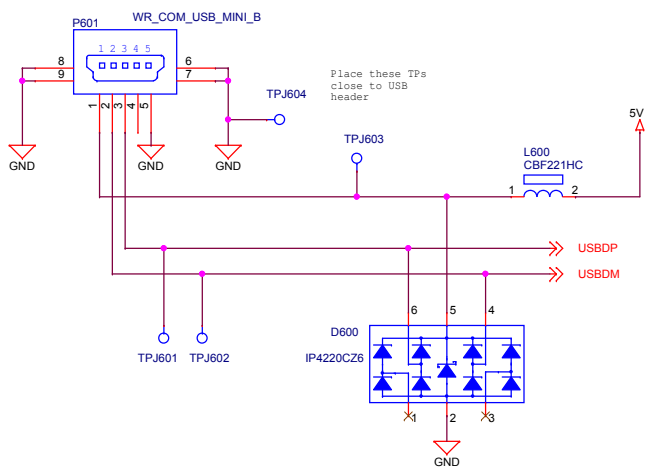 WR_COM_USB_MINI_B
P601
1 2 3 4 5
8
9
6
7
1
2
3
4
5
Place these TPs
close to USB
header
TPJ604
GND
GND
GND
TPJ603
5V
L600
CBF221HC
1
2
USBDP
USBDM
6
5
4
TPJ601
TPJ602
D600
IP4220CZ6
1
2
3
GND